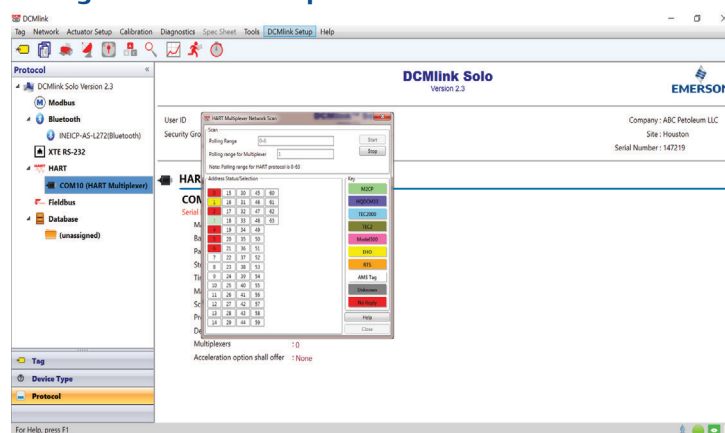 DCMlink
Tag Network Actuator Setup Calibration Diagnostics Spec Sheet Tools DCMlink Setup Help
Protocol
DCMlink Solo Version 2.3
Modbus
Bluetooth
INEICP-AS-L272(Bluetooth)
XTE RS-232
HART
COM10 (HART Multiplexer)
Fieldbus
Database
(unassigned)
Tag
Device Type
Protocol
For Help, press F1
DCMlink Solo
Version 2.3
EMERSON
User ID
Security Gro
Company : ABC Petoleum LLC
Site : Houston
Serial Number : 147219
HAR
COM
Serial
HART Multiplexer Network Scan
Scan
Polling Range 0-6
Start
Polling range for Multiplexer 1
Stop
Note: Polling range for HART protocol is 0-63
Address Status/Selection
15 30 45 60
1 16 31 46 61
17 32 47 62
18 33 48 63
19 34 49
20 35 50
21 36 51
7 22 37 52
8 23 38 53
9 24 39 54
10 25 40 55
11 26 41 56
12 27 42 57
13 28 43 58
14 29 44 59
Key
M2CP
HQDCM33
TEC2000
TEC2
Model500
EHO
RTS
AMS Tag
Unknown
No Reply
Help
Close
Multiplexers : 0
Acceleration option shall offer : None